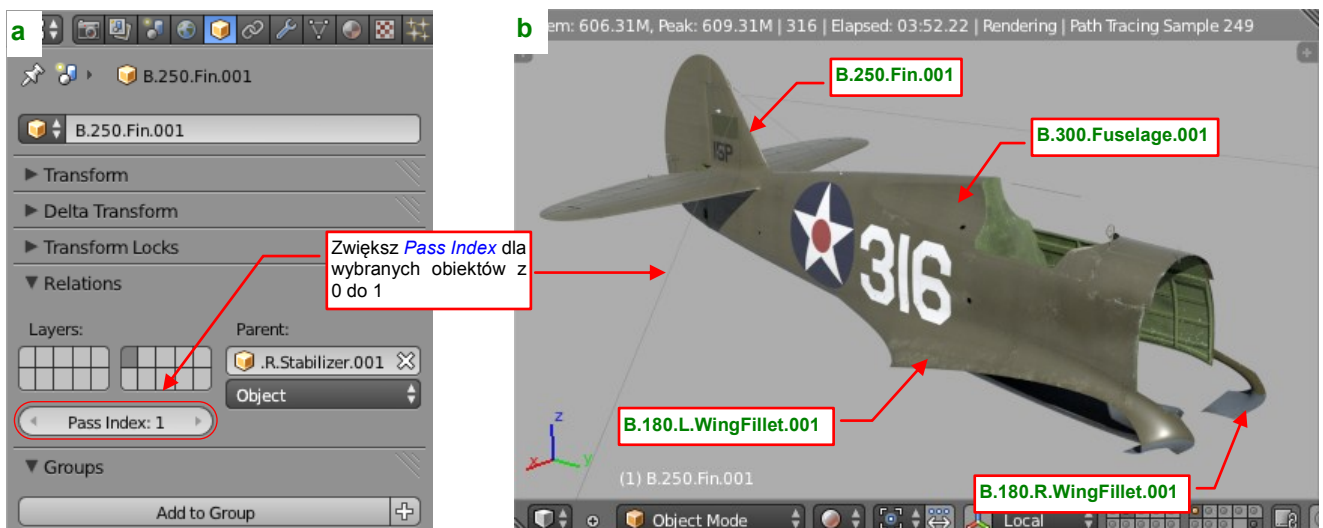 a
B.250.Fin.001
B.250.Fin.001
Transform
Delta Transform
Transform Locks
Relations
Layers:
Parent:
.R.Stabilizer.001
Object
Pass Index: 1
Groups
Add to Group
Zwiększ Pass Index dla
wybranych obiektów z
0 do 1
b
em: 606.31M, Peak: 609.31M | 316 | Elapsed: 03:52.22 | Rendering | Path Tracing Sample 249
B.250.Fin.001
B.300.Fuselage.001
ISP
316
B.180.L.WingFillet.001
B.180.R.WingFillet.001
z
x
y
(1) B.250.Fin.001
Object Mode
Local